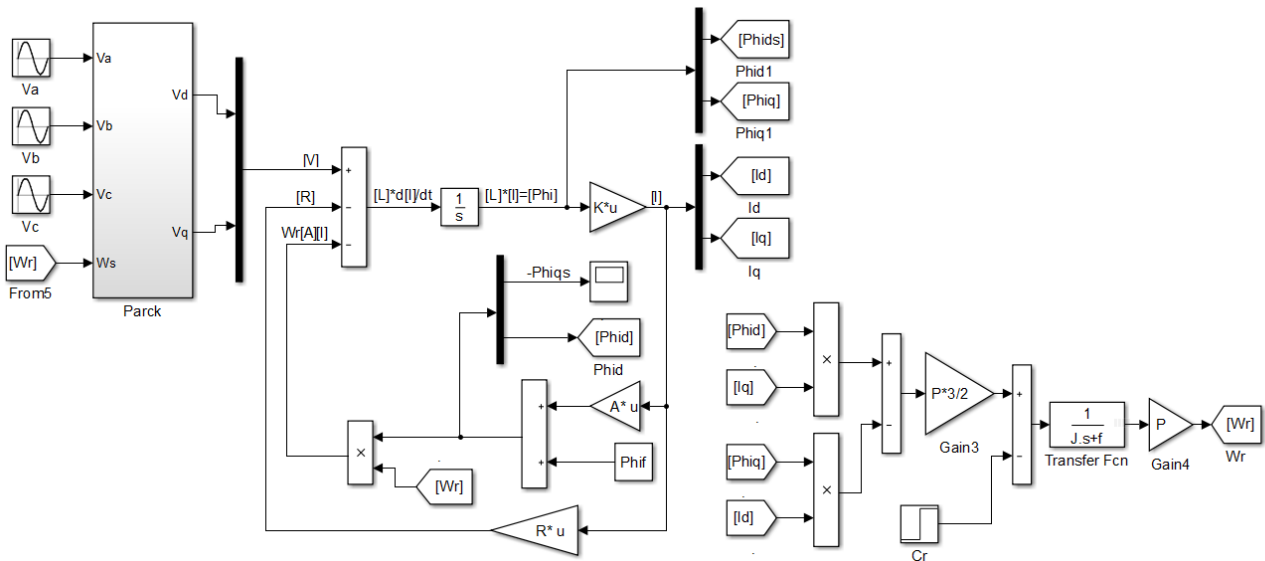 Va
Vb
Vc
[Wr]
From5
Va
Vb
Vc
Ws
Vd
Vq
Parck
[V]
[R]
Wr[A][I]
+
−
−
[L]*d[I]/dt
1
s
[L]*[I]=[Phi]
K*u
[I]
[Phids]
Phid1
[Phiq]
Phiq1
[Id]
Id
[Iq]
Iq
-Phiqs
[Phid]
Phid
A* u
+
+
Phif
×
[Wr]
R* u
[Phid]
[Iq]
×
[Phiq]
[Id]
×
+
−
P*3/2
Gain3
+
−
Cr
1
J.s+f
Transfer Fcn
P
Gain4
[Wr]
Wr